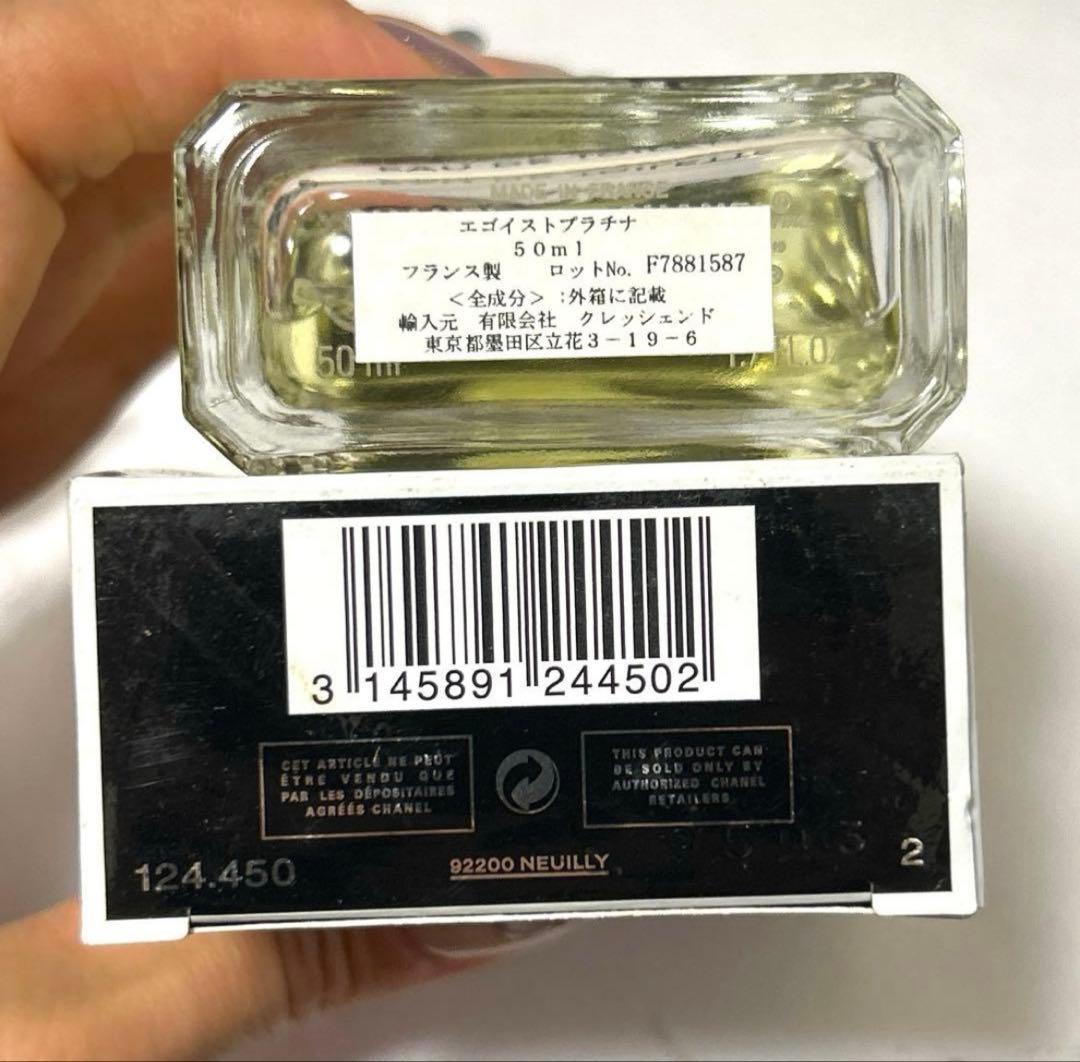 MADE IN FRANCE
エゴイストプラチナ
50ml
フランス製 ロットNo. F7881587
<全成分> :外箱に記載
輸入元 有限会社 クレッシェンド
東京都墨田区立花3-19-6
50 ml
3 145891 244502
CET ARTICLE NE PEUT
ÊTRE VENDU QUE
PAR LES DÉPOSITAIRES
AGRÉÉS CHANEL
THIS PRODUCT CAN
BE SOLD ONLY BY
AUTHORIZED CHANEL
RETAILERS
124.450
92200 NEUILLY
2